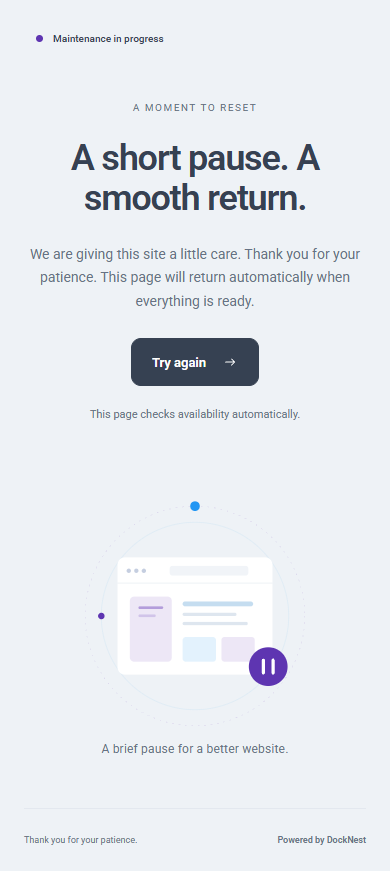 Maintenance in progress
A MOMENT TO RESET
A short pause. A
smooth return.
We are giving this site a little care. Thank you for your
patience. This page will return automatically when
everything is ready.
Try again →
This page checks availability automatically.
A brief pause for a better website.
Thank you for your patience.
Powered by DockNest